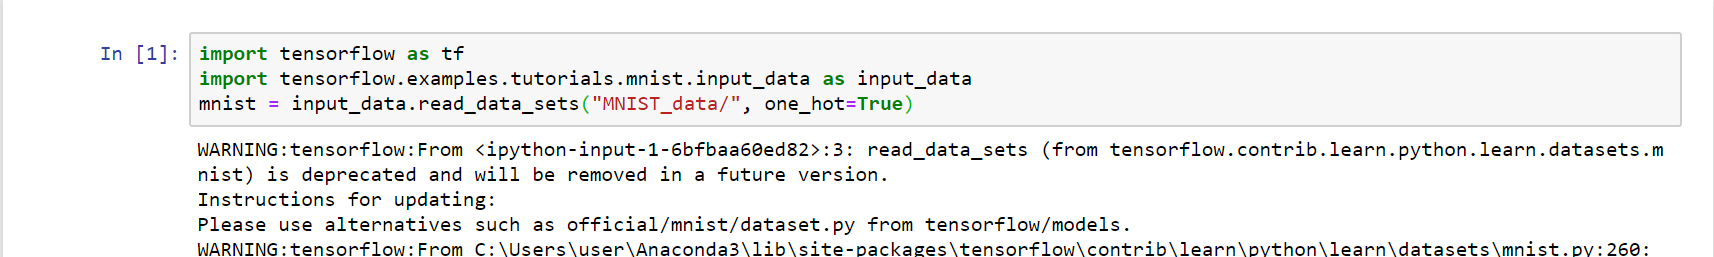 In [1]:
import tensorflow as tf
import tensorflow.examples.tutorials.mnist.input_data as input_data
mnist = input_data.read_data_sets("MNIST_data/", one_hot=True)
WARNING:tensorflow:From <ipython-input-1-6bfbaa60ed82>:3: read_data_sets (from tensorflow.contrib.learn.python.learn.datasets.m
nist) is deprecated and will be removed in a future version.
Instructions for updating:
Please use alternatives such as official/mnist/dataset.py from tensorflow/models.
WARNING:tensorflow:From C:\Users\user\Anaconda3\lib\site-packages\tensorflow\contrib\learn\python\learn\datasets\mnist.py:260: